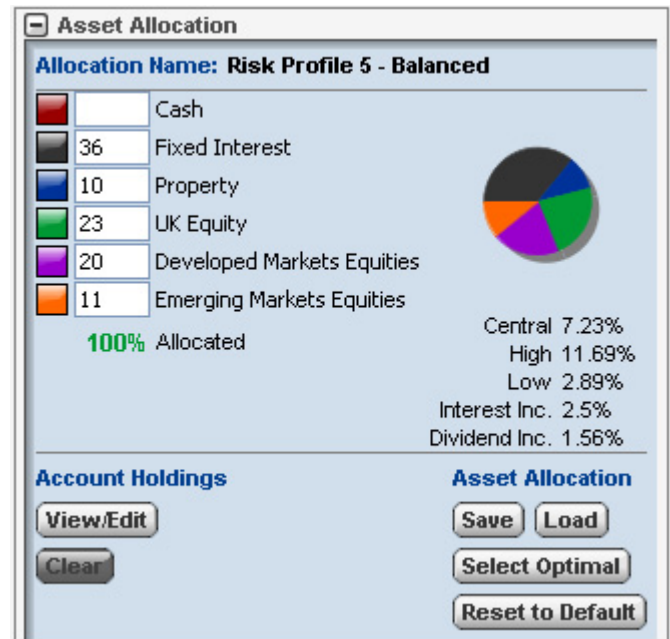 Asset Allocation
Allocation Name: Risk Profile 5 - Balanced
Cash
36 Fixed Interest
10 Property
23 UK Equity
20 Developed Markets Equities
11 Emerging Markets Equities
100% Allocated
Central 7.23%
High 11.69%
Low 2.89%
Interest Inc. 2.5%
Dividend Inc. 1.56%
Account Holdings
View/Edit
Clear
Asset Allocation
Save Load
Select Optimal
Reset to Default